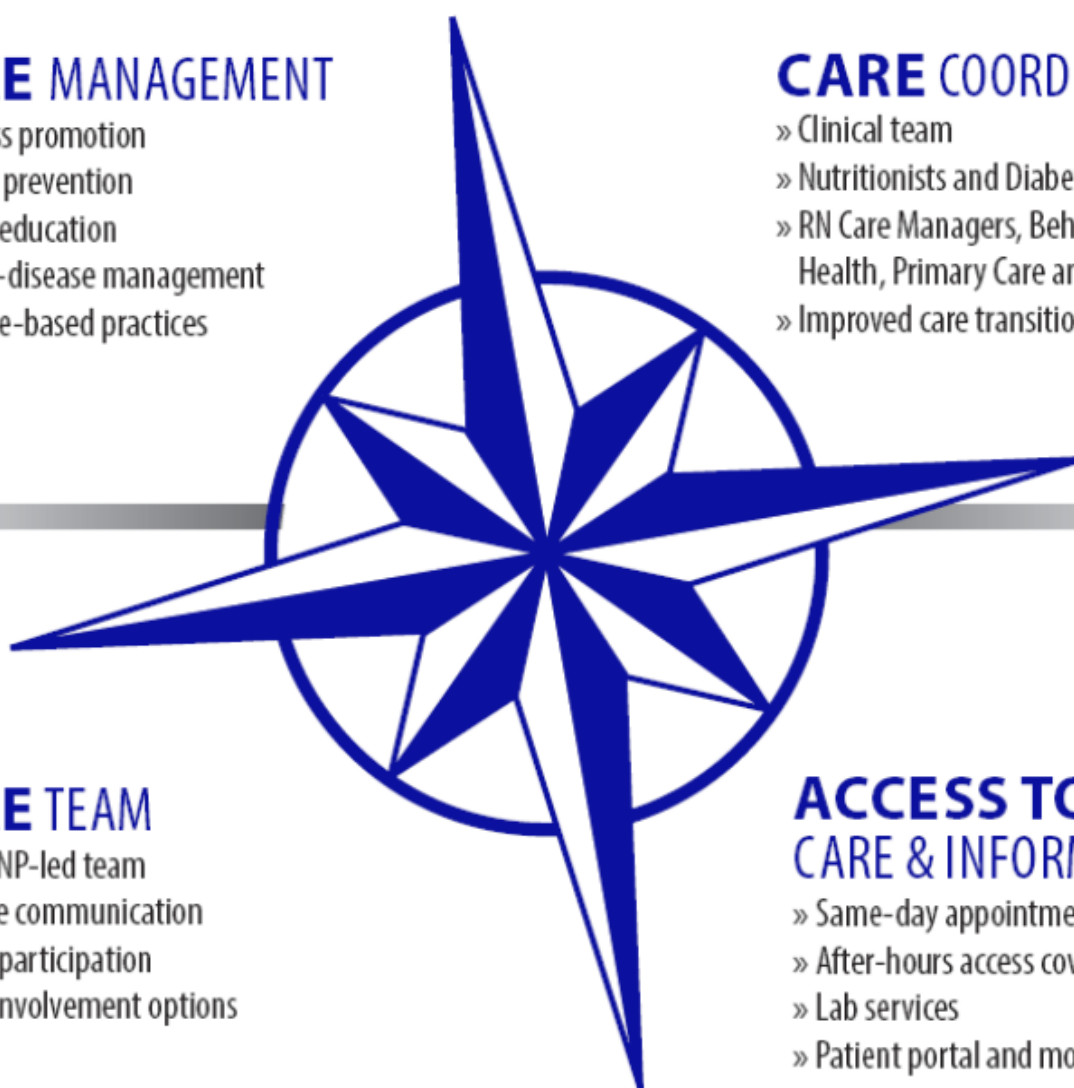 E MANAGEMENT
s promotion
prevention
education
-disease management
e-based practices
CARE COORD
» Clinical team
» Nutritionists and Diabe
» RN Care Managers, Beh
Health, Primary Care a
» Improved care transitio
E TEAM
NP-led team
e communication
participation
nvolvement options
ACCESS TO
CARE & INFORM
» Same-day appointme
» After-hours access cov
» Lab services
» Patient portal and mo